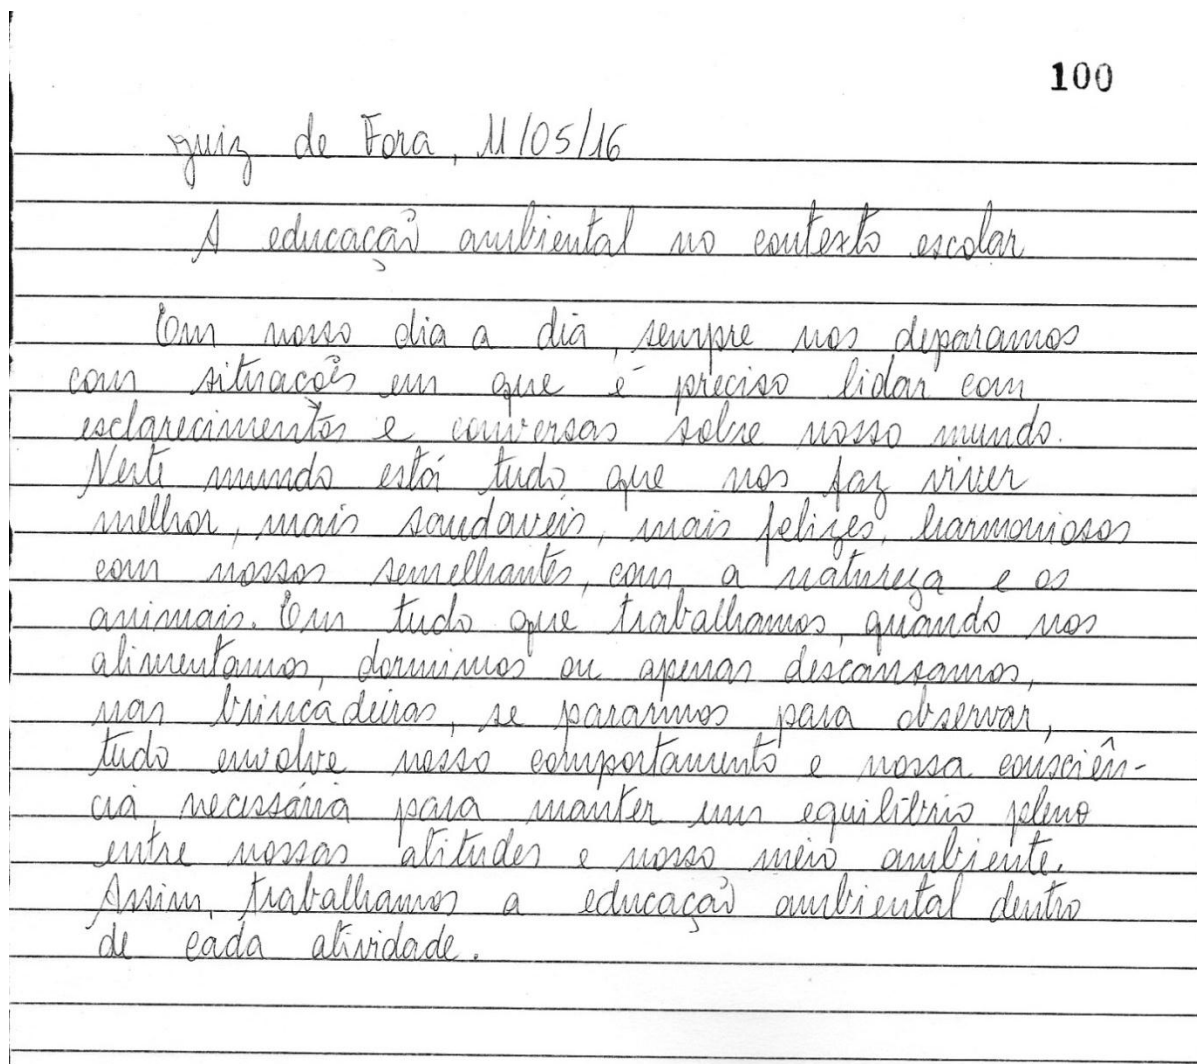 100
Juiz de Fora, 11/05/16
A educação ambiental no contexto escolar
Em nosso dia a dia, sempre nos deparamos
com situações em que é preciso lidar com
esclarecimentos e conversas sobre nosso mundo.
Neste mundo está tudo que nos faz viver
melhor, mais saudáveis, mais felizes, harmoniosos
com nossos semelhantes, com a natureza e os
animais. Em tudo que trabalhamos, quando nos
alimentamos, dormimos ou apenas descansamos,
nas brincadeiras, se pararmos para observar,
tudo envolve nosso comportamento e nossa consciên-
cia necessária para manter um equilíbrio pleno
entre nossas atitudes e nosso meio ambiente.
Assim, trabalhamos a educação ambiental dentro
de cada atividade.